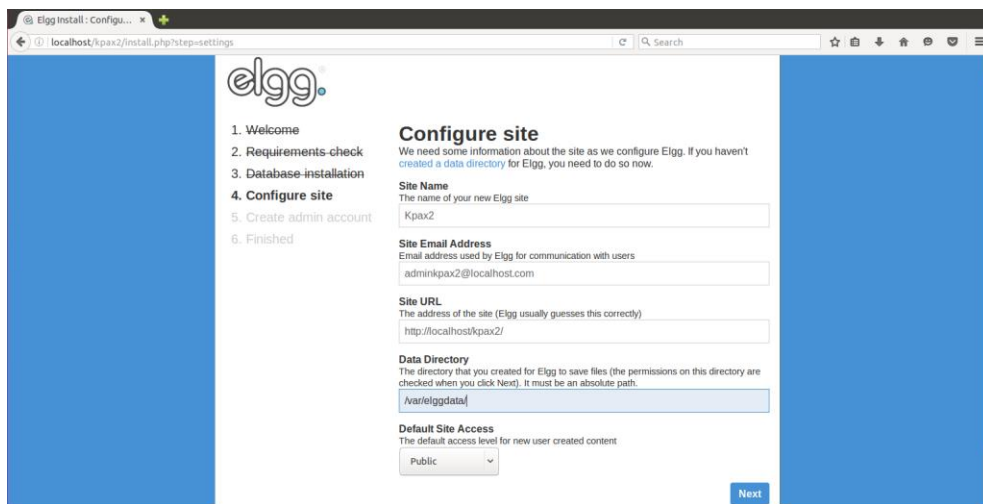 Elgg Install : Configu...
localhost/kpax2/install.php?step=settings
Search
elgg.
1. Welcome
2. Requirements check
3. Database installation
4. Configure site
5. Create admin account
6. Finished
Configure site
We need some information about the site as we configure Elgg. If you haven't
created a data directory for Elgg, you need to do so now.
Site Name
The name of your new Elgg site
Kpax2
Site Email Address
Email address used by Elgg for communication with users
adminkpax2@localhost.com
Site URL
The address of the site (Elgg usually guesses this correctly)
http://localhost/kpax2/
Data Directory
The directory that you created for Elgg to save files (the permissions on this directory are
checked when you click Next). It must be an absolute path.
/var/elggdata/
Default Site Access
The default access level for new user created content
Public
Next